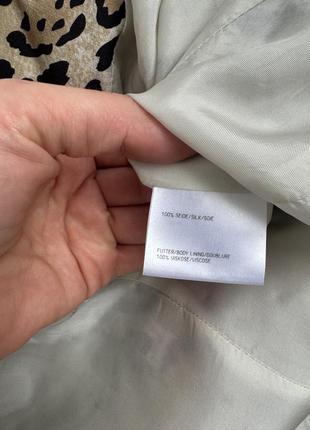 100% SEIDE/SILK/SOIE
FUTTER/BODY LINING/DOUBLURE
100% VISKOSE/VISCOSE